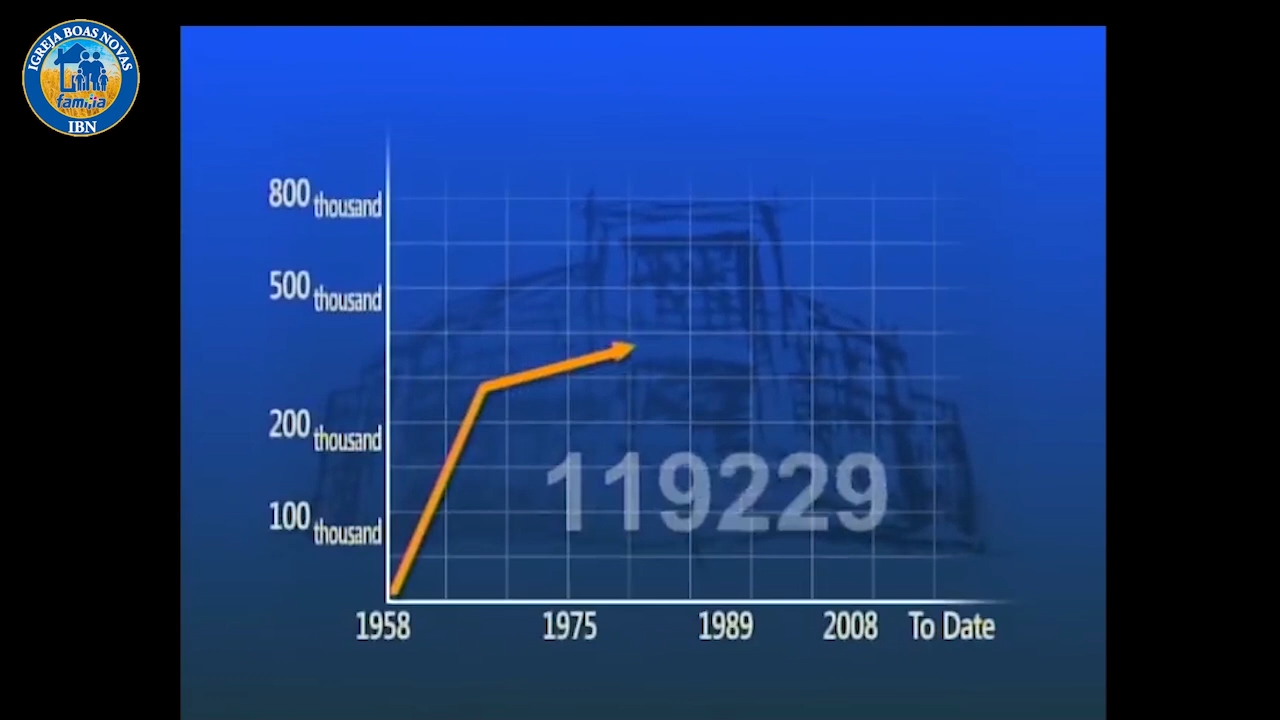 IGREJA BOAS NOVAS
família
IBN
800 thousand
500 thousand
200 thousand
100 thousand
119229
1958 1975 1989 2008 To Date